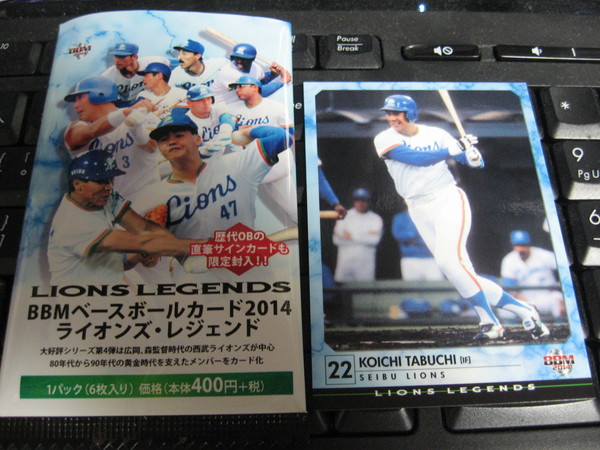 BBM
Lions
3
Lions
Lions
47
SEIBU
歴代OBの
直筆サインカードも
限定封入!!
LIONS LEGENDS
BBMベースボールカード2014
ライオンズ・レジェンド
大好評シリーズ第4弾は広岡、森監督時代の西武ライオンズが中心
80年代から90年代の黄金時代を支えたメンバーをカード化
1パック(6枚入り) 価格(本体400円+税)
22 KOICHI TABUCHI [IF]
SEIBU LIONS
BBM
2014
LIONS LEGENDS
Pause
Break
1
*
9
Pg U
6